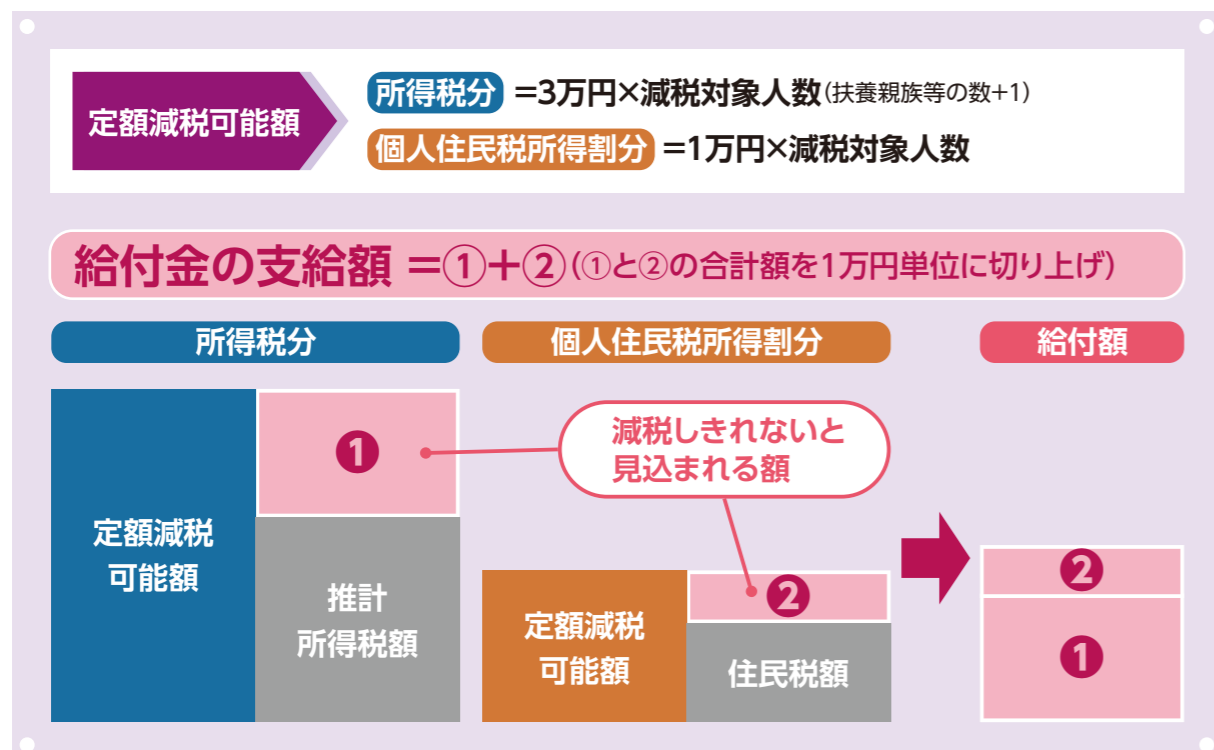 定額減税可能額
所得税分 =3万円×減税対象人数(扶養親族等の数+1)
個人住民税所得割分 =1万円×減税対象人数
給付金の支給額 =①+②(①と②の合計額を1万円単位に切り上げ)
所得税分
個人住民税所得割分
給付額
定額減税
可能額
❶
推計
所得税額
減税しきれないと
見込まれる額
定額減税
可能額
❷
住民税額
❷
❶